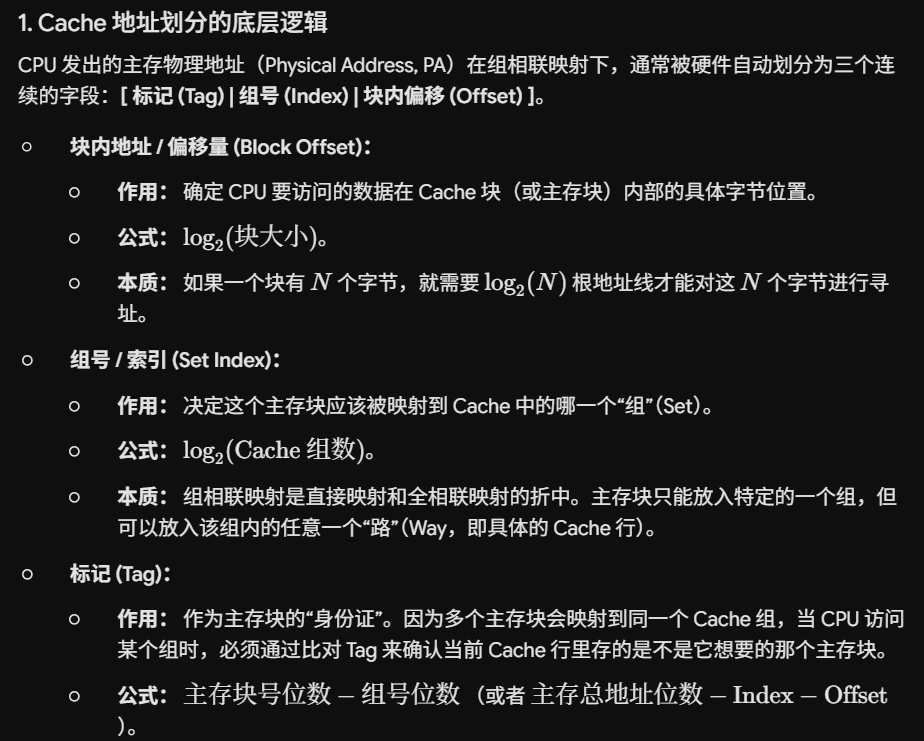 1. Cache 地址划分的底层逻辑
CPU 发出的主存物理地址（Physical Address, PA）在组相联映射下，通常被硬件自动划分为三个连
续的字段：[ 标记 (Tag) | 组号 (Index) | 块内偏移 (Offset) ]。
块内地址 / 偏移量 (Block Offset)：
作用： 确定 CPU 要访问的数据在 Cache 块（或主存块）内部的具体字节位置。
公式： log₂(块大小)。
本质： 如果一个块有 N 个字节，就需要 log₂(N) 根地址线才能对这 N 个字节进行寻
址。
组号 / 索引 (Set Index)：
作用： 决定这个主存块应该被映射到 Cache 中的哪一个“组”（Set）。
公式： log₂(Cache 组数)。
本质： 组相联映射是直接映射和全相联映射的折中。主存块只能放入特定的一个组，但
可以放入该组内的任意一个“路”（Way，即具体的 Cache 行）。
标记 (Tag)：
作用： 作为主存块的“身份证”。因为多个主存块会映射到同一个 Cache 组，当 CPU 访问
某个组时，必须通过比对 Tag 来确认当前 Cache 行里存的是不是它想要的那个主存块。
公式： 主存块号位数 − 组号位数 （或者 主存总地址位数 − Index − Offset
）。